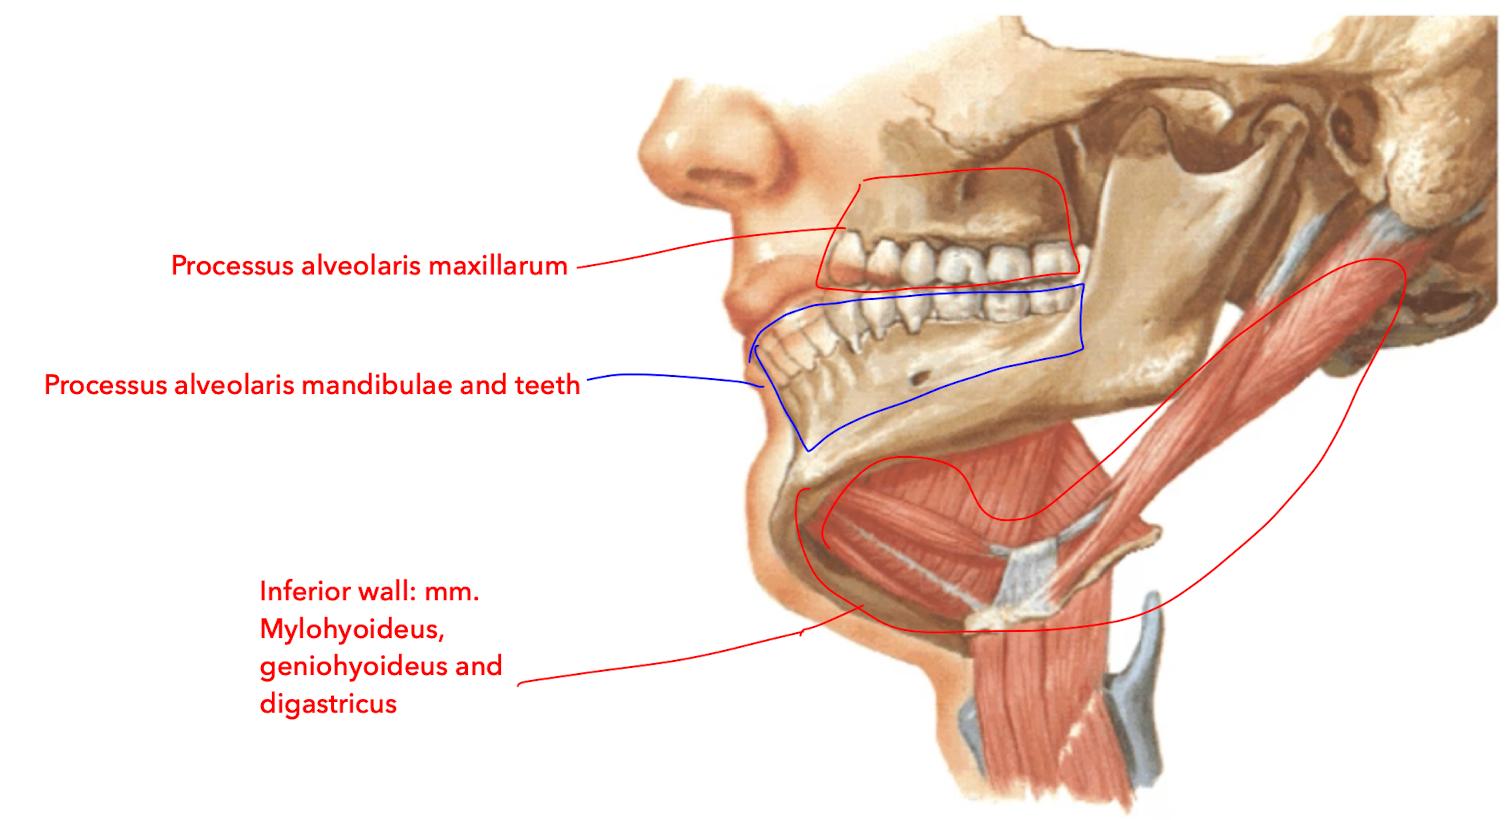 Processus alveolaris maxillarum
Processus alveolaris mandibulae and teeth
Inferior wall: mm.
Mylohyoideus,
geniohyoideus and
digastricus